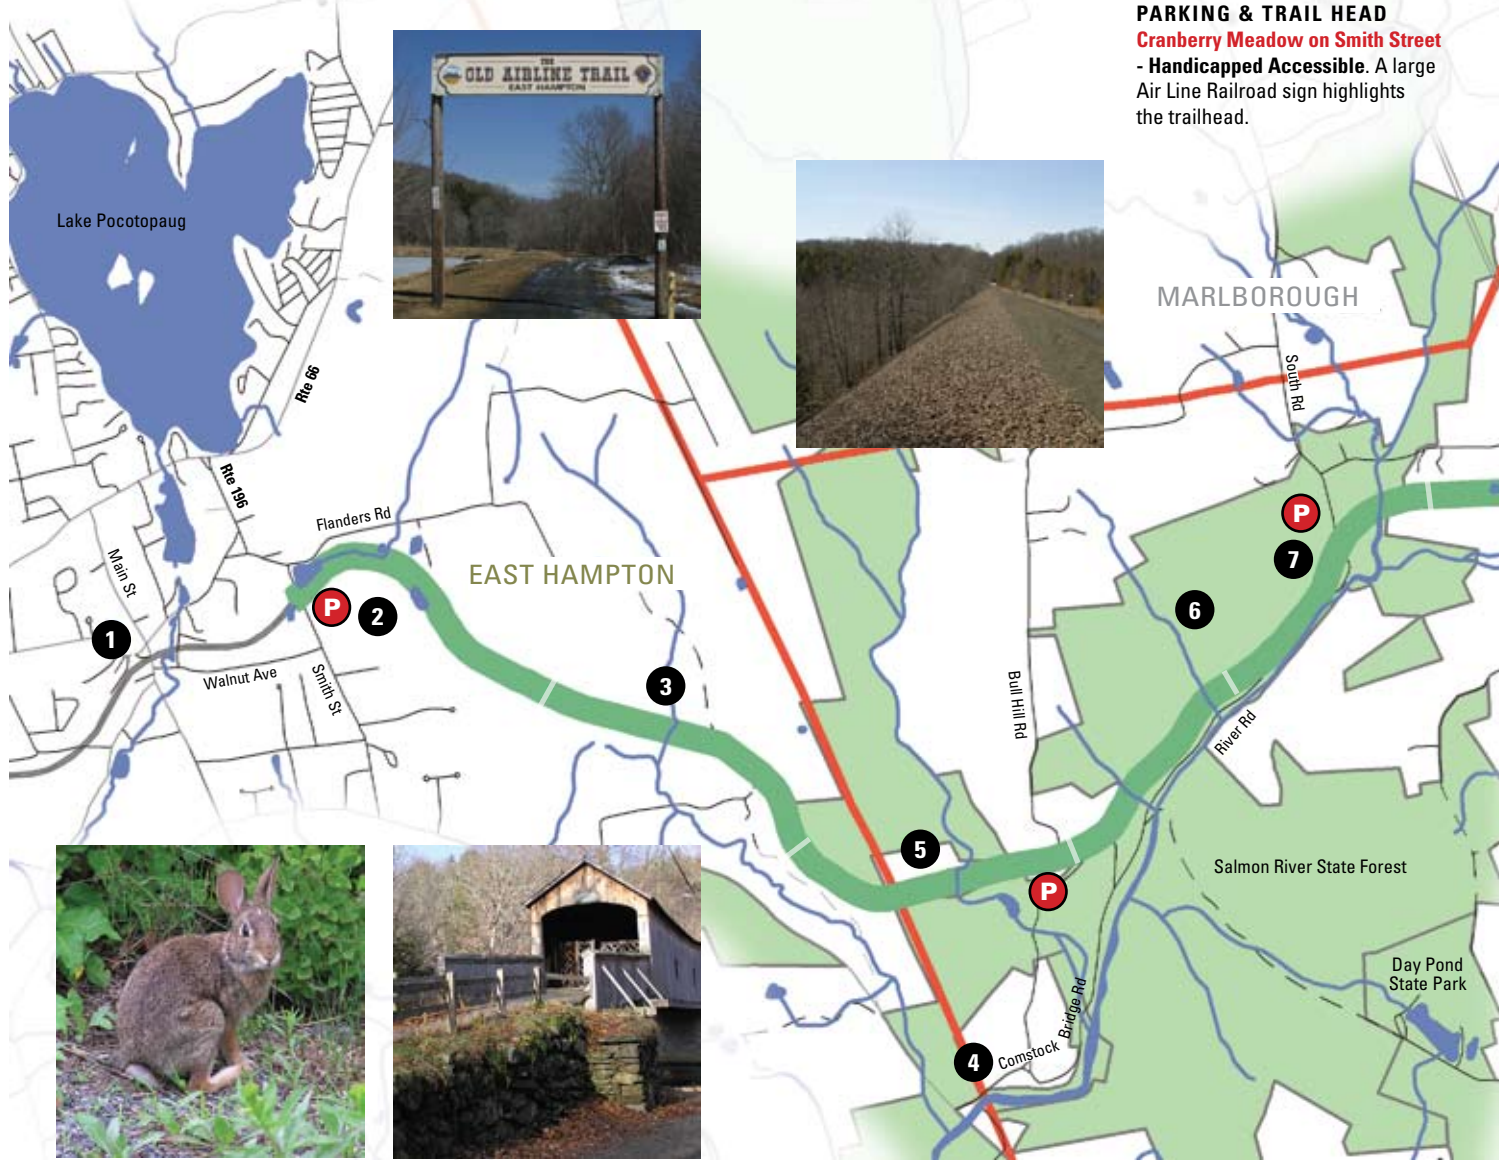 PARKING & TRAIL HEAD
Cranberry Meadow on Smith Street
- Handicapped Accessible. A large
Air Line Railroad sign highlights
the trailhead.
THE
OLD AIRLINE TRAIL
EAST HAMPTON
Lake Pocotopaug
MARLBOROUGH
South Rd
Rte 66
Rte 196
Flanders Rd
Main St
EAST HAMPTON
P
7
P
2
6
1
3
Walnut Ave
Smith St
Bull Hill Rd
River Rd
5
P
Salmon River State Forest
Day Pond
State Park
4
Comstock Bridge Rd